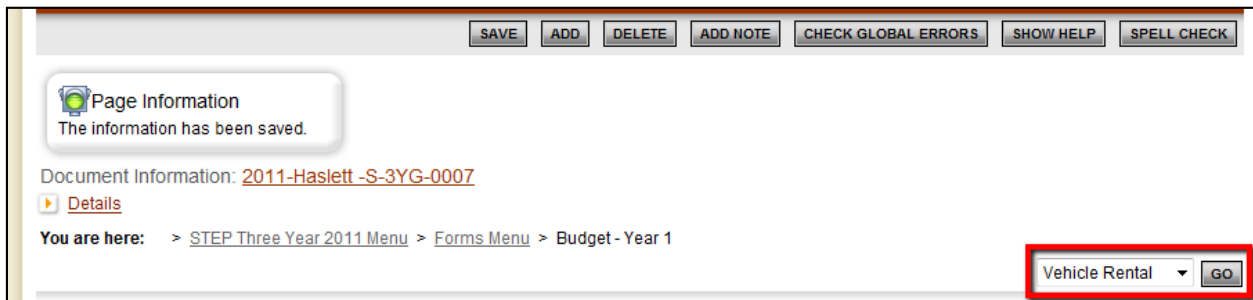 SAVE ADD DELETE ADD NOTE CHECK GLOBAL ERRORS SHOW HELP SPELL CHECK
Page Information
The information has been saved.
Document Information: 2011-Haslett -S-3YG-0007
Details
You are here: > STEP Three Year 2011 Menu > Forms Menu > Budget - Year 1
Vehicle Rental GO